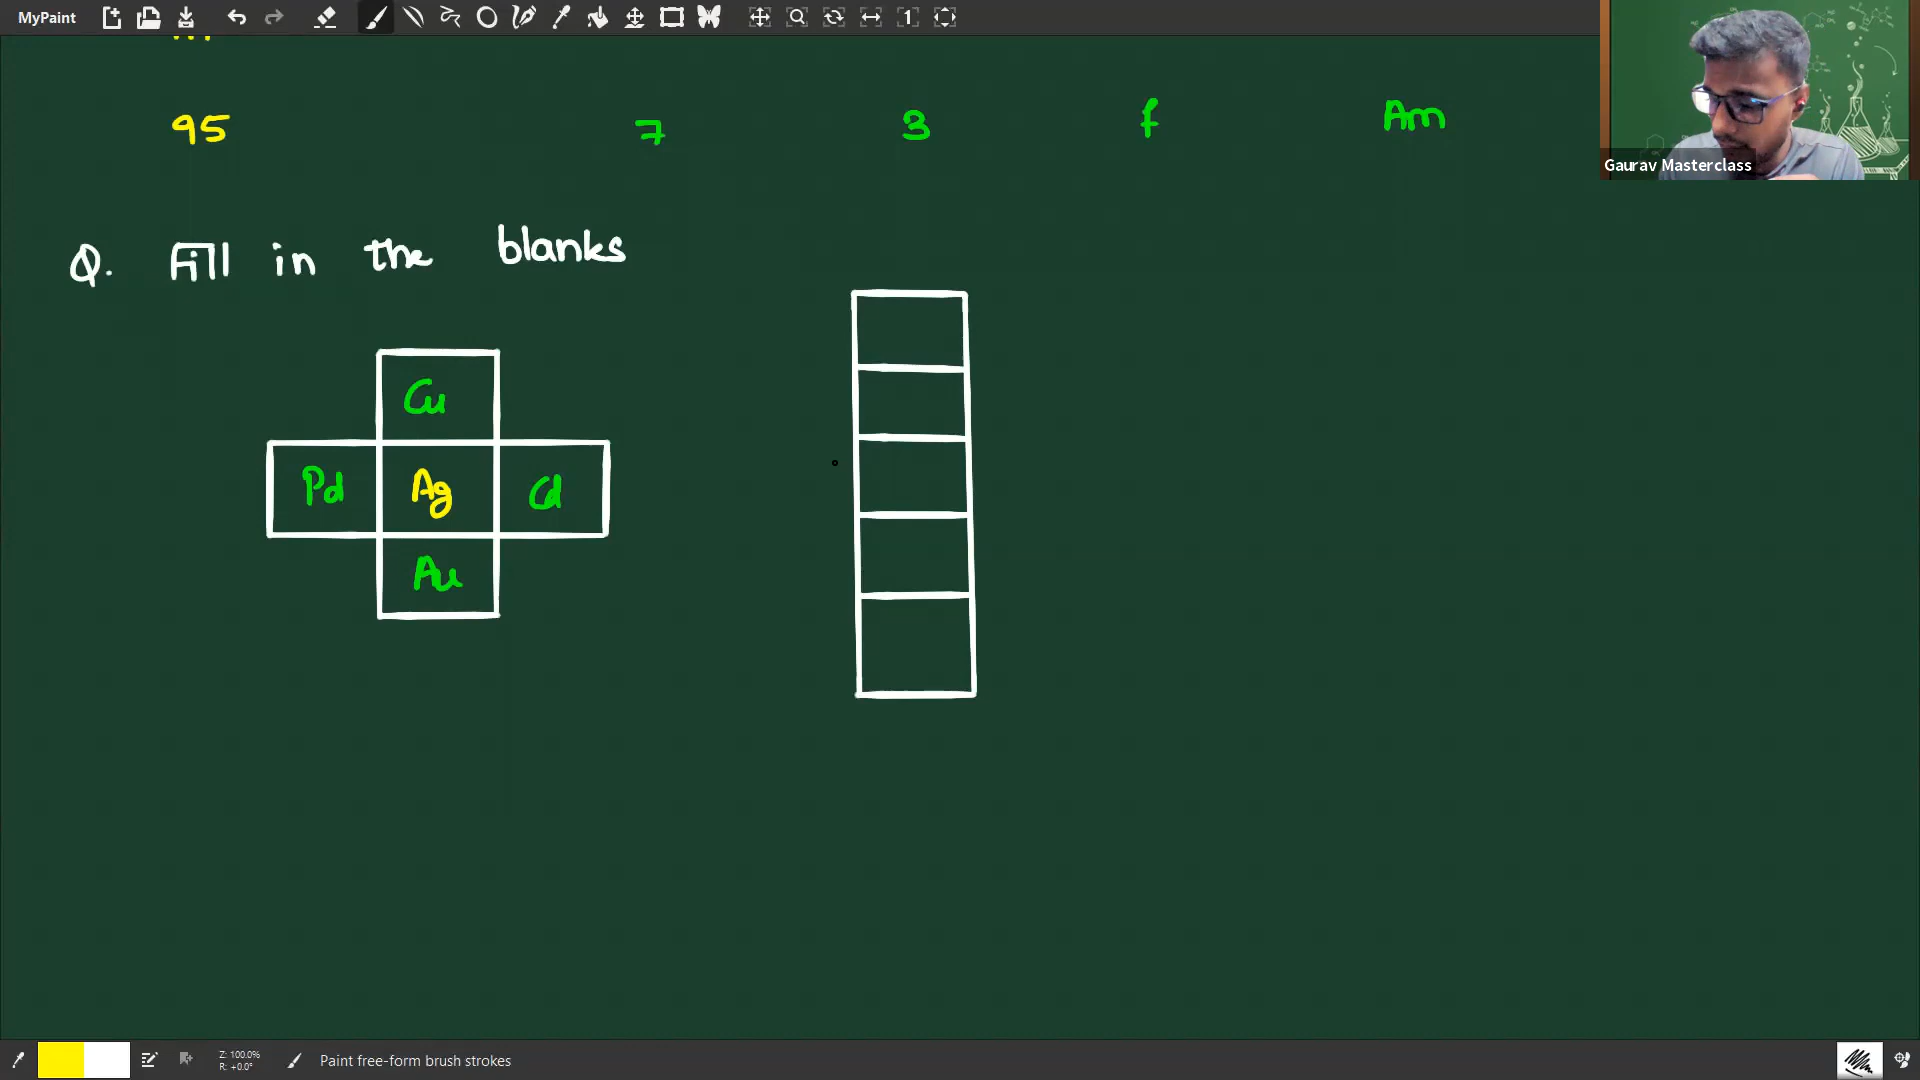 MyPaint
95 7 3 f Am
Gaurav Masterclass
Q. Fill in the blanks
Cu
Pd Ag Cd
Au
Z: 100.0%
R: +0.0°
Paint free-form brush strokes